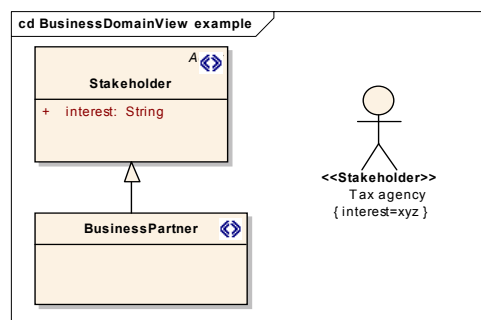 cd BusinessDomainView example
A
Stakeholder
+ interest: String
BusinessPartner
<<Stakeholder>>
Tax agency
{ interest=xyz }